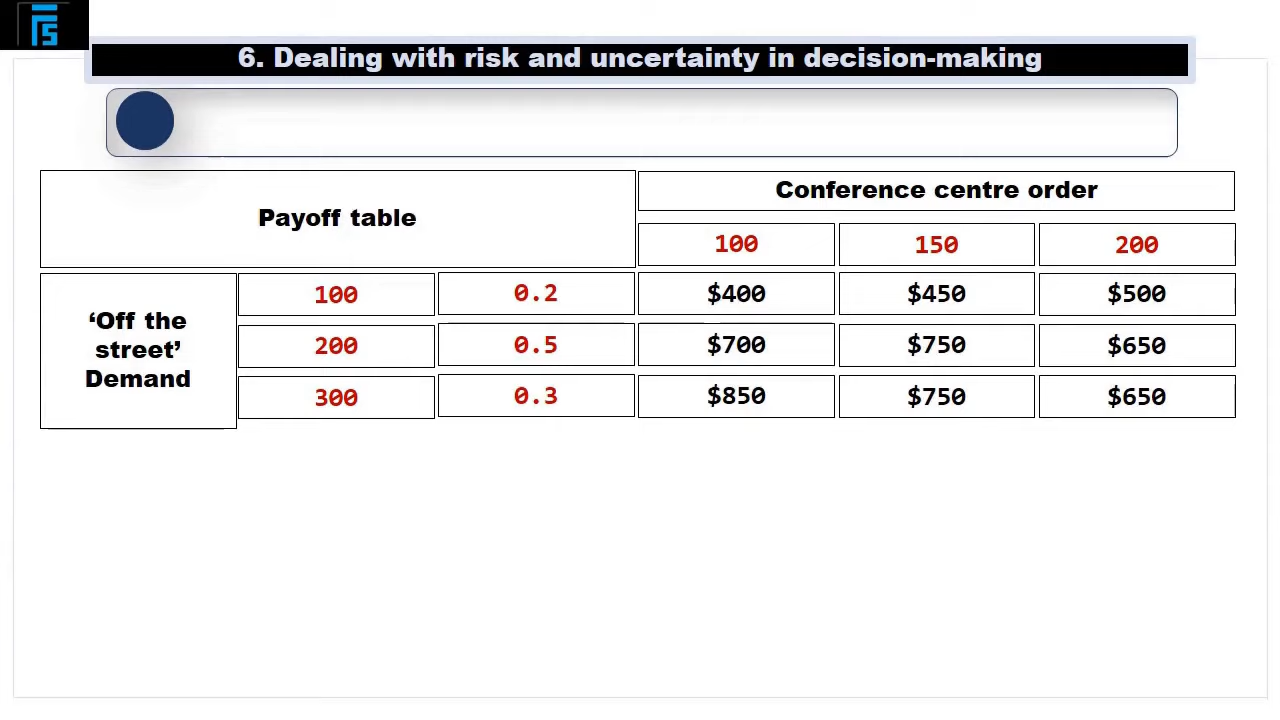 6. Dealing with risk and uncertainty in decision-making
Payoff table
Conference centre order
100 150 200
‘Off the
street’
Demand
100 0.2 $400 $450 $500
200 0.5 $700 $750 $650
300 0.3 $850 $750 $650